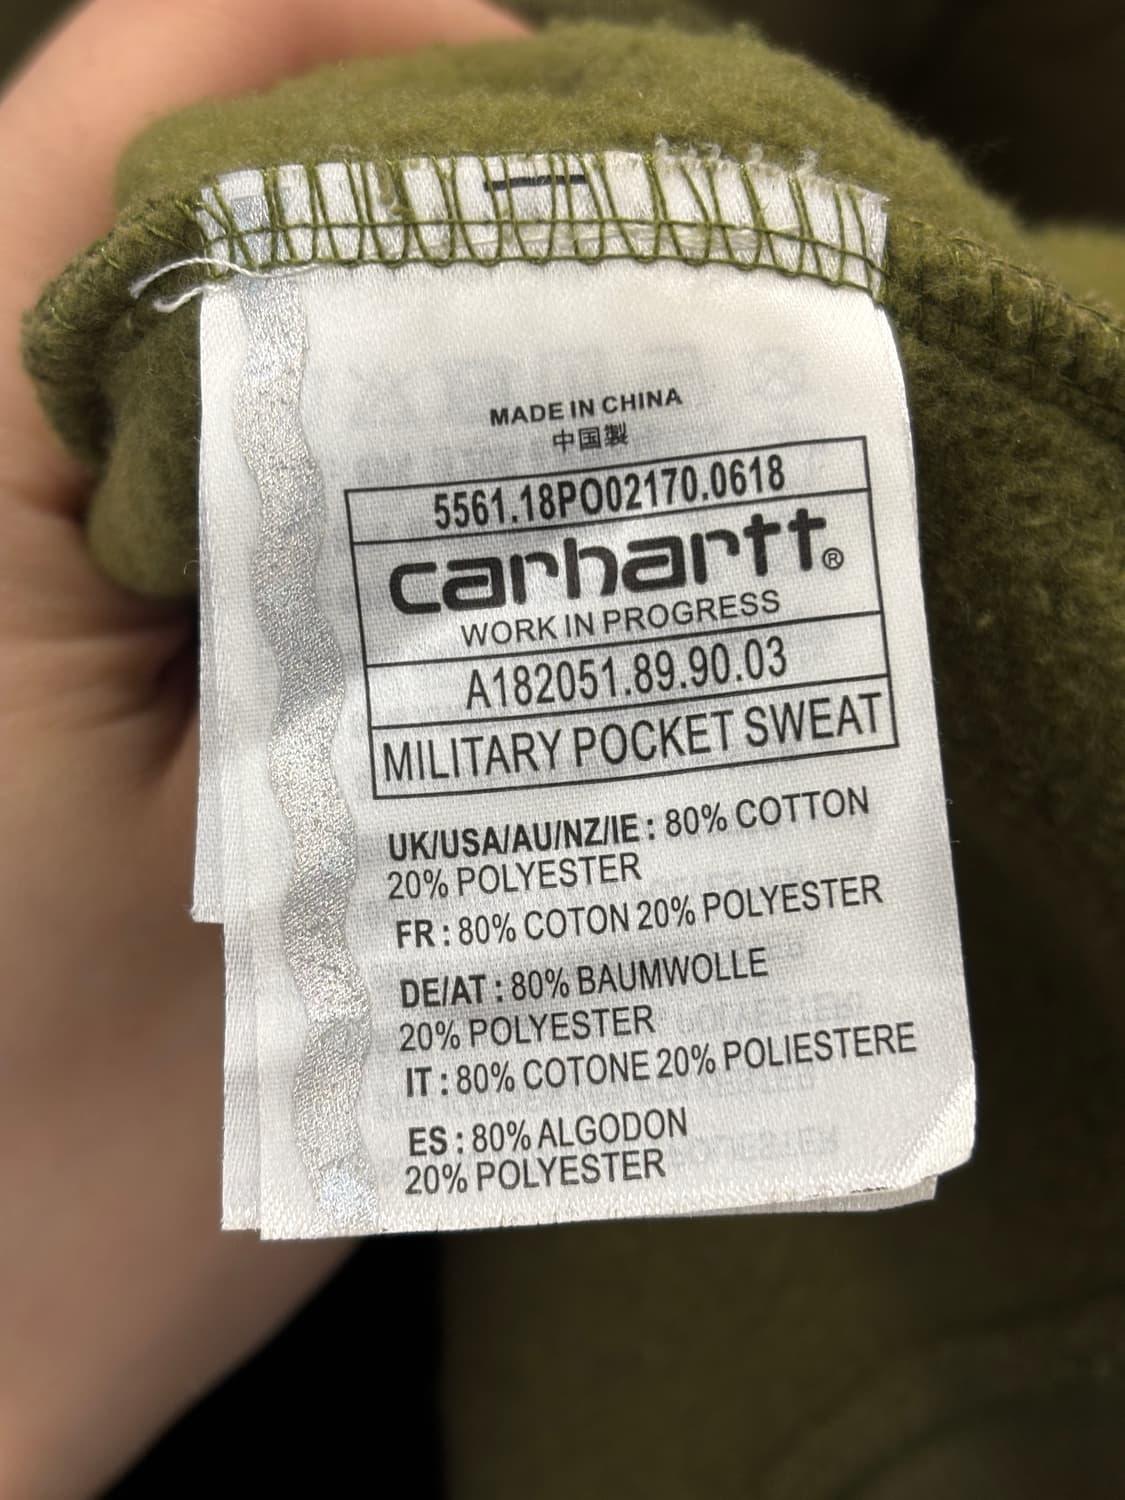 MADE IN CHINA
中国製
5561.18PO02170.0618
carhartt®
WORK IN PROGRESS
A182051.89.90.03
MILITARY POCKET SWEAT
UK/USA/AU/NZ/IE : 80% COTTON
20% POLYESTER
FR : 80% COTON 20% POLYESTER
DE/AT : 80% BAUMWOLLE
20% POLYESTER
IT : 80% COTONE 20% POLIESTERE
ES : 80% ALGODON
20% POLYESTER